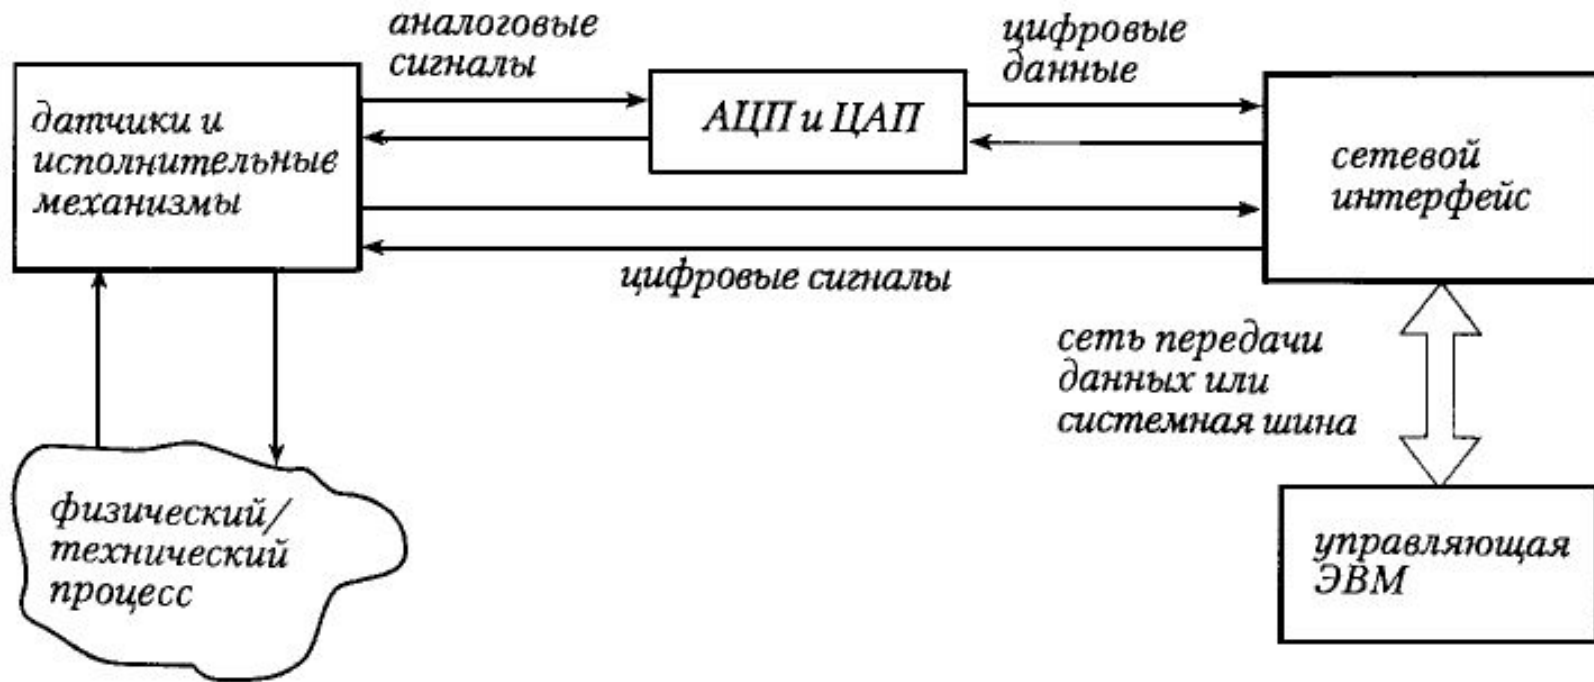 аналоговые
сигналы
цифровые
данные
датчики и
исполнительные
механизмы
АЦП и ЦАП
сетевой
интерфейс
цифровые сигналы
сеть передачи
данных или
системная шина
физический/
технический
процесс
управляющая
ЭВМ